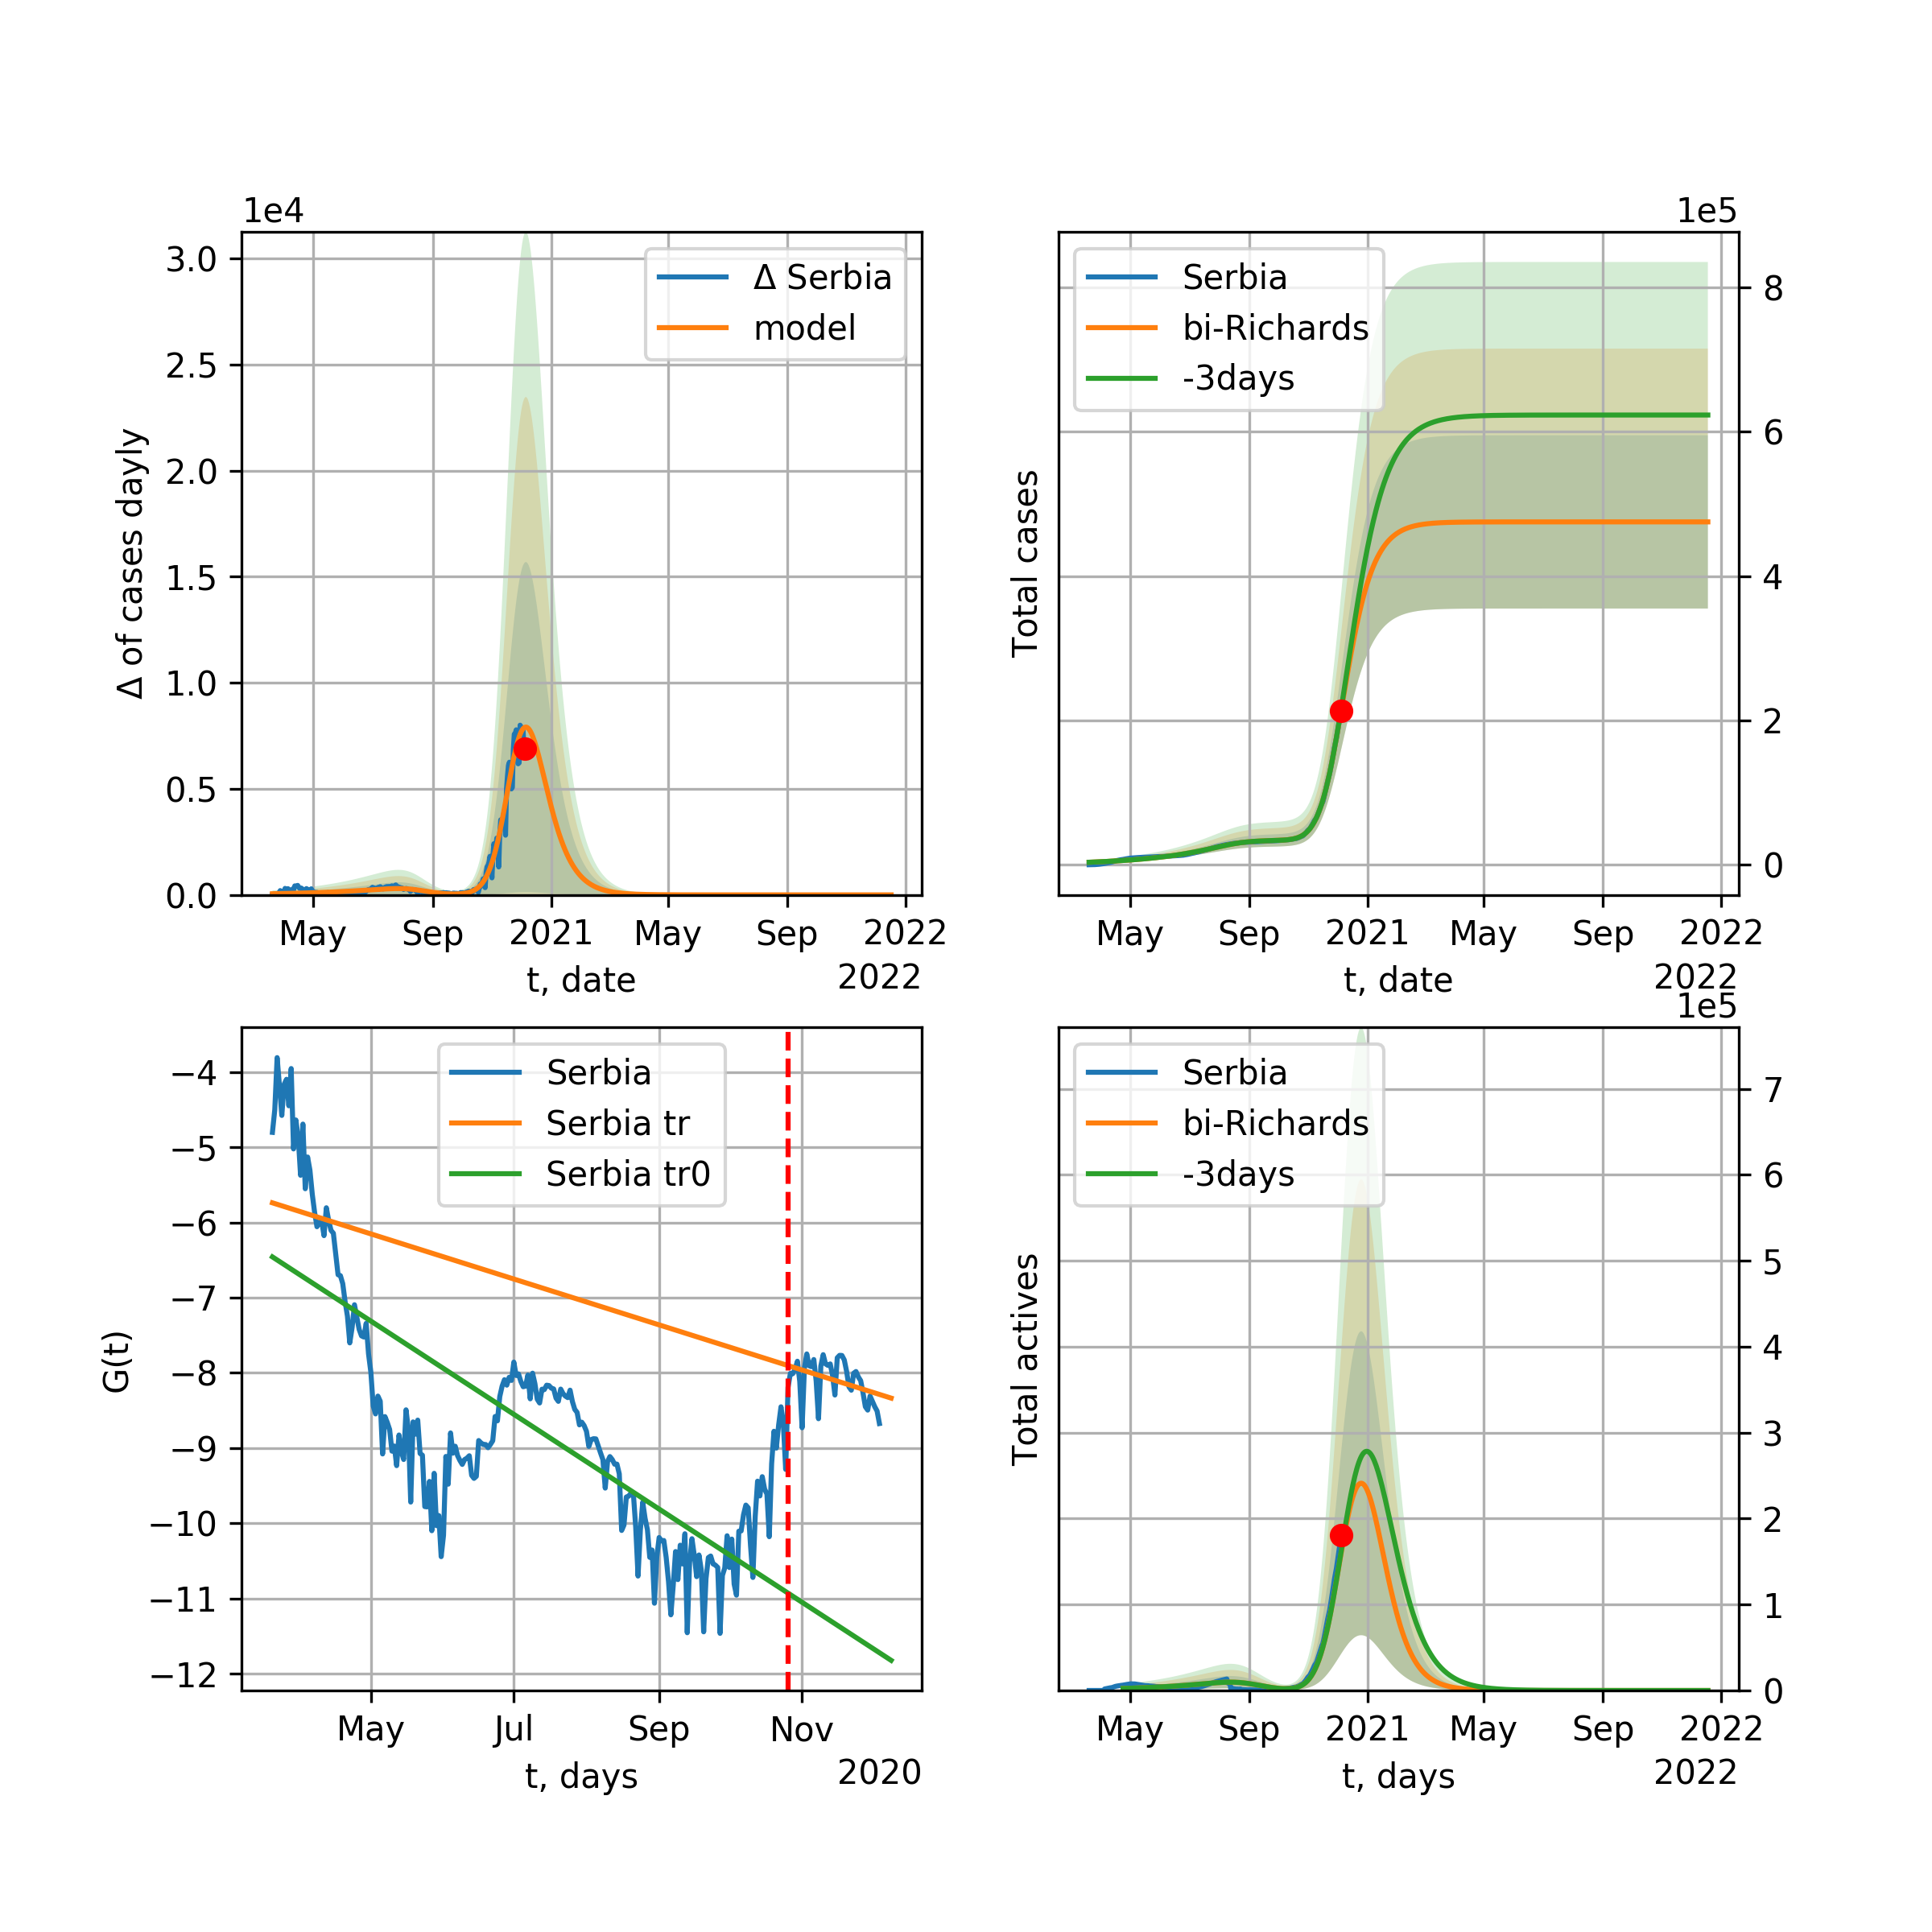 1e4
3.0
2.5
2.0
1.5
1.0
0.5
0.0
Δ of cases dayly
Δ Serbia
model
May Sep 2021 May Sep 2022
t, date
2022
1e5
Serbia
bi-Richards
-3days
8
6
4
2
0
Total cases
May Sep 2021 May Sep 2022
t, date
2022
−4
−5
−6
−7
−8
−9
−10
−11
−12
G(t)
Serbia
Serbia tr
Serbia tr0
May Jul Sep Nov
t, days
2020
1e5
Serbia
bi-Richards
-3days
7
6
5
4
3
2
1
0
Total actives
May Sep 2021 May Sep 2022
t, days
2022